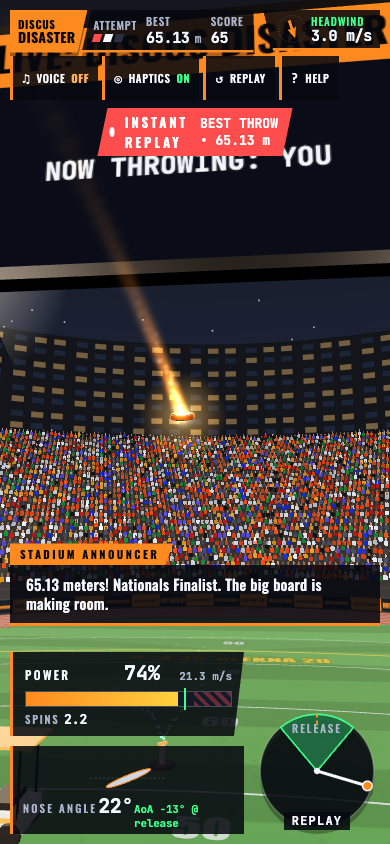 DISCUS
DISASTER
ATTEMPT
BEST
65.13 m
SCORE
65
HEADWIND
3.0 m/s
♫ VOICE OFF
◎ HAPTICS ON
↺ REPLAY
? HELP
INSTANT
REPLAY
BEST THROW
• 65.13 m
NOW THROWING: YOU
STADIUM ANNOUNCER
65.13 meters! Nationals Finalist. The big board is
making room.
POWER
74%
21.3 m/s
SPINS 2.2
60
NOSE ANGLE 22°
AoA -13° @
release
50
RELEASE
REPLAY